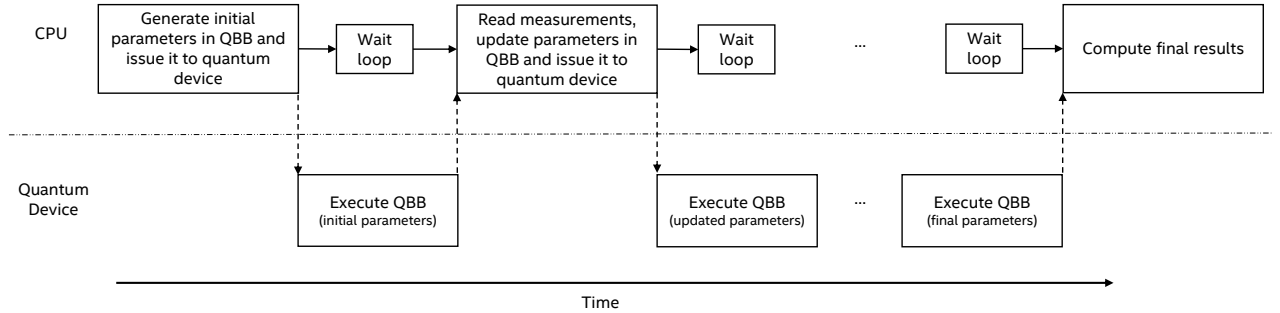 CPU
Generate initial
parameters in QBB and
issue it to quantum
device
Wait
loop
Read measurements,
update parameters in
QBB and issue it to
quantum device
Wait
loop
...
Wait
loop
Compute final results
Quantum
Device
Execute QBB
(initial parameters)
Execute QBB
(updated parameters)
...
Execute QBB
(final parameters)
Time